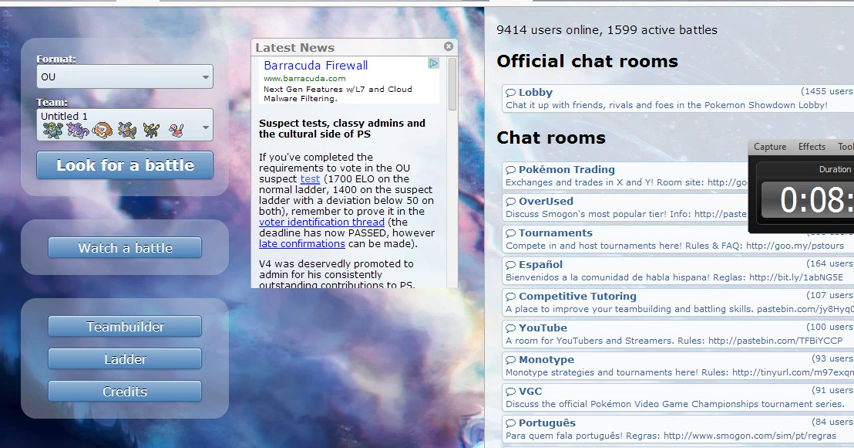 Format:
OU
Team:
Untitled 1
Look for a battle
Watch a battle
Teambuilder
Ladder
Credits
Latest News
Barracuda Firewall
www.barracuda.com
Next Gen Features w/L7 and Cloud
Malware Filtering.
Suspect tests, classy admins and
the cultural side of PS
If you've completed the
requirements to vote in the OU
suspect test (1700 ELO on the
normal ladder, 1400 on the suspect
ladder with a deviation below 50 on
both), remember to prove it in the
voter identification thread (the
deadline has now PASSED, however
late confirmations can be made).
V4 was deservedly promoted to
admin for his consistently
outstanding contributions to PS.
9414 users online, 1599 active battles
Official chat rooms
Lobby (1455 users
Chat it up with friends, rivals and foes in the Pokemon Showdown Lobby!
Chat rooms
Pokémon Trading
Exchanges and trades in X and Y! Room site: http://goo
OverUsed
Discuss Smogon's most popular tier! Info: http://paste
Tournaments
Compete in and host tournaments here! Rules & FAQ: http://goo.me/pstours
Español (164 users
Bienvenidos a la comunidad de habla hispana! Reglas: http://bit.ly/1abNG5E
Competitive Tutoring (107 users
A place to improve your teambuilding and battling skills. pastebin.com/jy8Hyq
YouTube (100 users
A room for YouTubers and Streamers. Rules: http://pastebin.com/TFBiYCCP
Monotype (93 users
Monotype strategies and tournaments here! Rules: http://tinyurl.com/m97exqn
VGC (91 users
Discuss the official Pokémon Video Game Championships tournament series.
Português (84 users
Para quem fala português! Regras: http://www.smogon.com/sim/pt/regras
Capture Effects Tool
Duration
0:08: